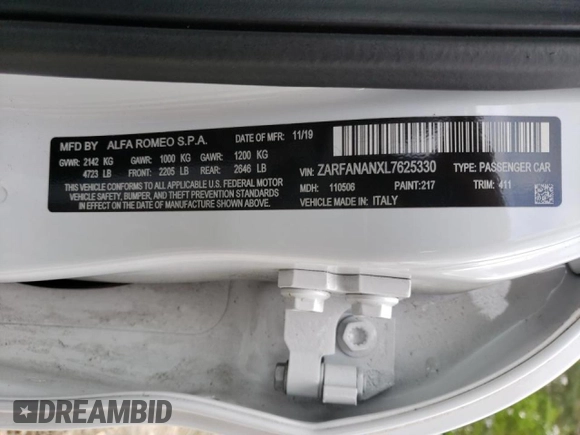 MFD BY ALFA ROMEO S.P.A. DATE OF MFR: 11/19
GVWR: 2142 KG GAWR: 1000 KG GAWR: 1200 KG
4723 LB FRONT: 2205 LB REAR: 2646 LB
THIS VEHICLE CONFORMS TO ALL APPLICABLE U.S. FEDERAL MOTOR
VEHICLE SAFETY, BUMPER, AND THEFT PREVENTION STANDARDS IN
EFFECT ON THE DATE OF MANUFACTURE SHOWN ABOVE.
VIN: ZARFANANXL7625330 TYPE: PASSENGER CAR
MDH: 110506 PAINT: 217 TRIM: 411
VEHICLE MADE IN: ITALY
DREAMBID